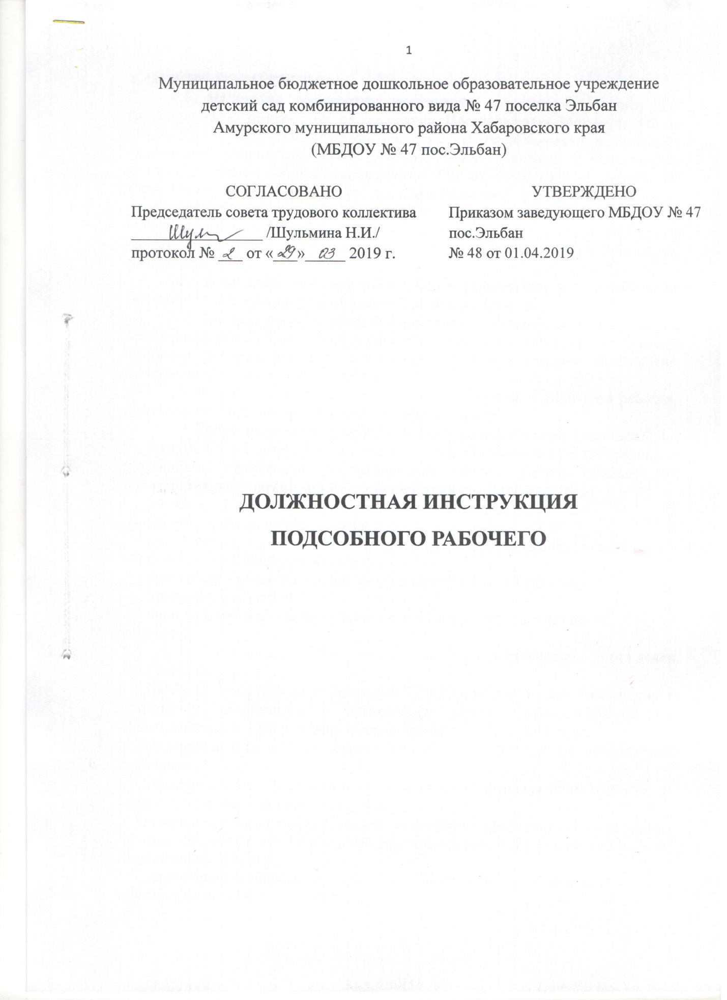 1
Муниципальное бюджетное дошкольное образовательное учреждение
детский сад комбинированного вида № 47 поселка Эльбан
Амурского муниципального района Хабаровского края
(МБДОУ № 47 пос.Эльбан)
СОГЛАСОВАНО
Председатель совета трудового коллектива
/Шульмина Н.И./
протокол № 2 от «29» 03 2019 г.
УТВЕРЖДЕНО
Приказом заведующего МБДОУ № 47
пос.Эльбан
№ 48 от 01.04.2019
ДОЛЖНОСТНАЯ ИНСТРУКЦИЯ
ПОДСОБНОГО РАБОЧЕГО